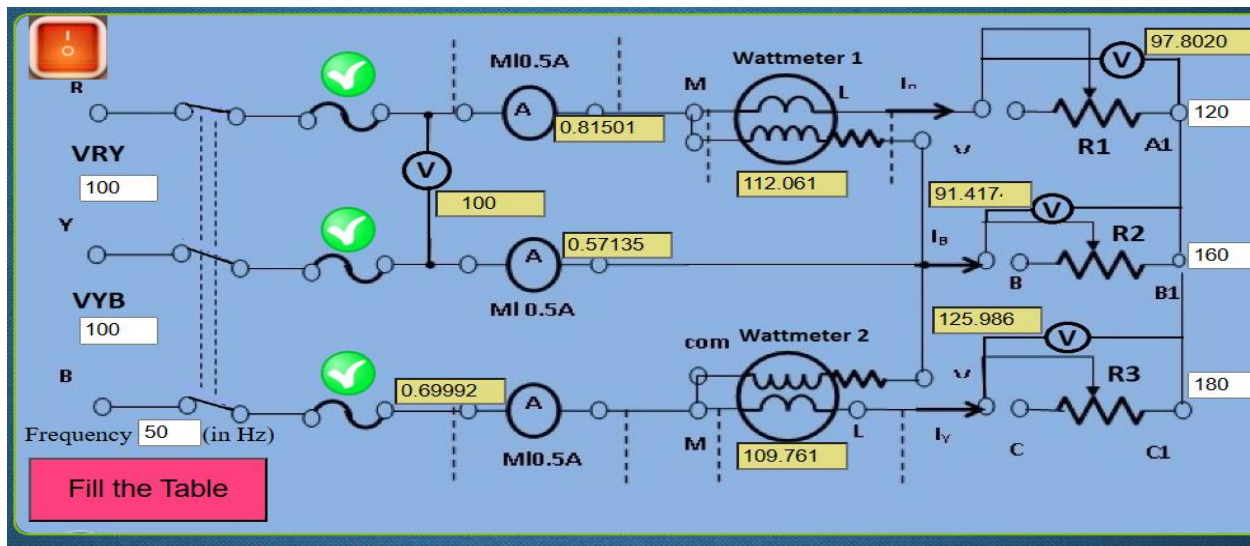 I
O
97.8020
MI0.5A
Wattmeter 1
R
A
0.81501
M
L
V
120
R1
A1
VRY
100
V
112.061
100
91.417
V
R2
Y
0.57135
A
I_B
160
B
B1
VYB
100
MI 0.5A
125.986
com
Wattmeter 2
V
R3
B
0.69992
A
180
Frequency 50 (in Hz)
M
L
I_Y
C
C1
MI0.5A
109.761
Fill the Table